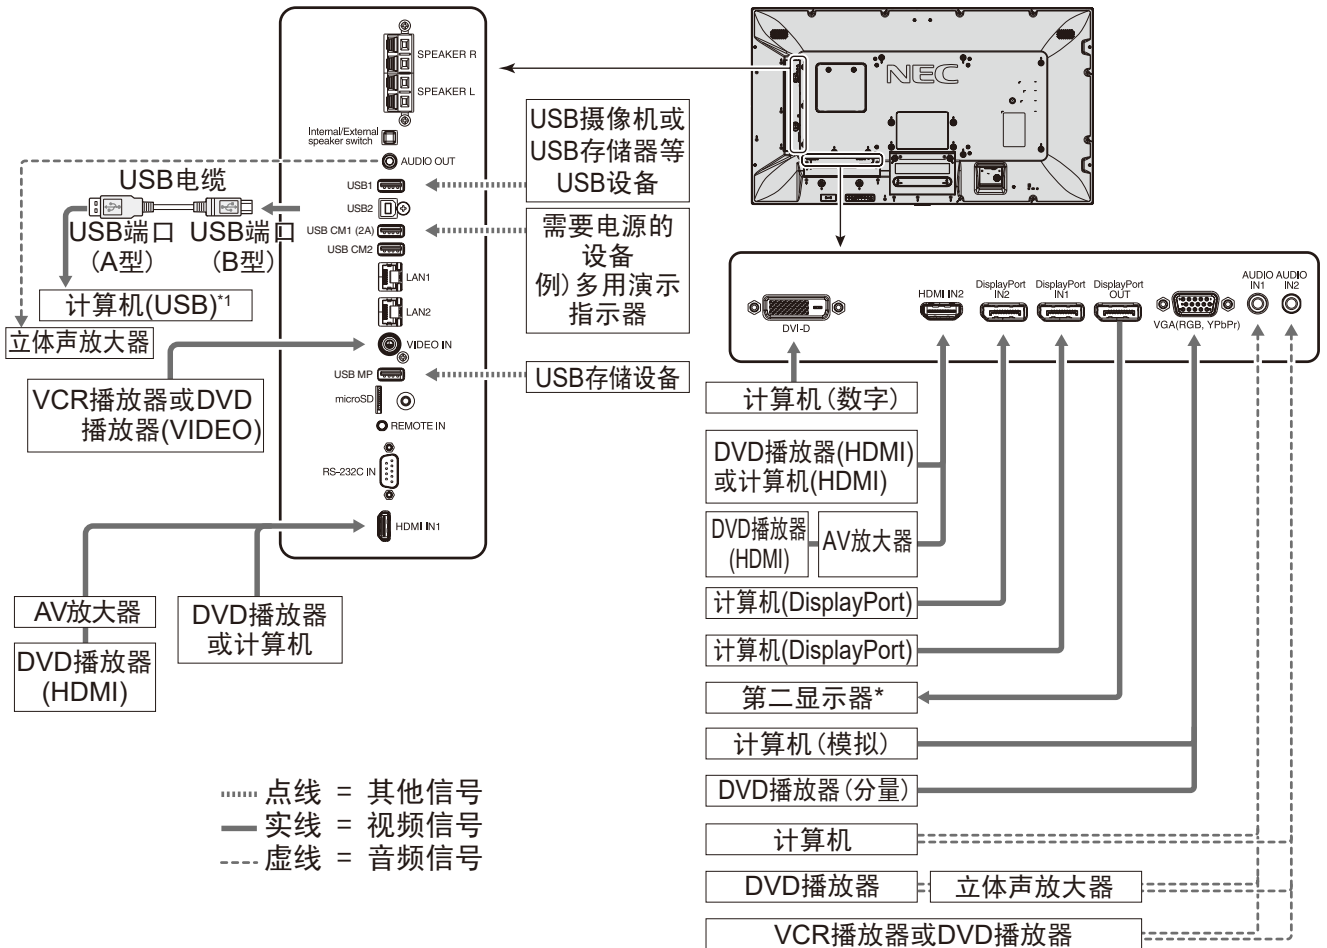 SPEAKER R
SPEAKER L
Internal/External
speaker switch
AUDIO OUT
USB1
USB2
USB CM1 (2A)
USB CM2
LAN1
LAN2
VIDEO IN
USB MP
microSD
REMOTE IN
RS-232C IN
HDMI IN1
USB电缆
USB端口
(A型)
USB端口
(B型)
计算机(USB)*1
立体声放大器
VCR播放器或DVD
播放器(VIDEO)
AV放大器
DVD播放器
(HDMI)
DVD播放器
或计算机
USB摄像机或
USB存储器等
USB设备
需要电源的
设备
例)多用演示
指示器
USB存储设备
NEC
DVI-D
HDMI IN2
DisplayPort
IN2
DisplayPort
IN1
DisplayPort
OUT
VGA(RGB, YPbPr)
AUDIO
IN1
AUDIO
IN2
计算机(数字)
DVD播放器(HDMI)
或计算机(HDMI)
DVD播放器
(HDMI)
AV放大器
计算机(DisplayPort)
计算机(DisplayPort)
第二显示器*
计算机(模拟)
DVD播放器(分量)
计算机
DVD播放器
立体声放大器
VCR播放器或DVD播放器
点线 = 其他信号
实线 = 视频信号
虚线 = 音频信号